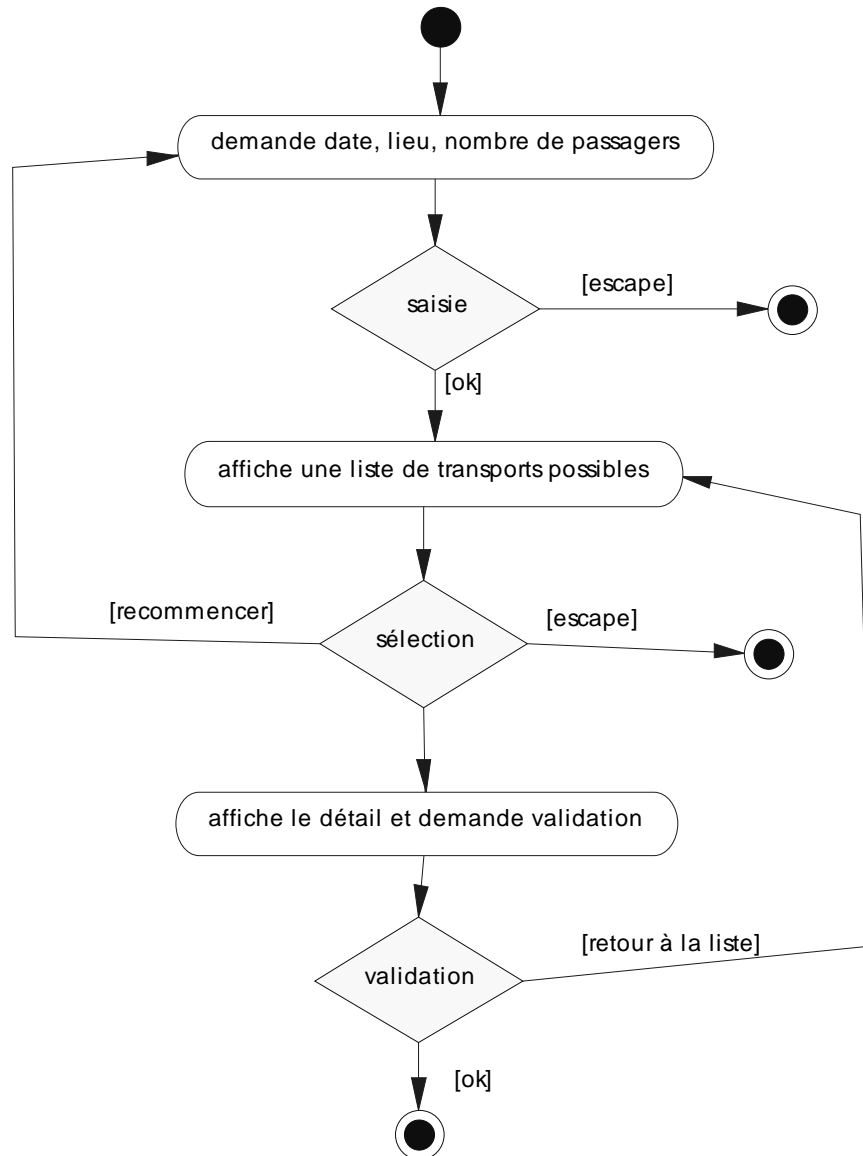 demande date, lieu, nombre de passagers
saisie
[escape]
[ok]
affiche une liste de transports possibles
[recommencer]
sélection
[escape]
affiche le détail et demande validation
validation
[retour à la liste]
[ok]